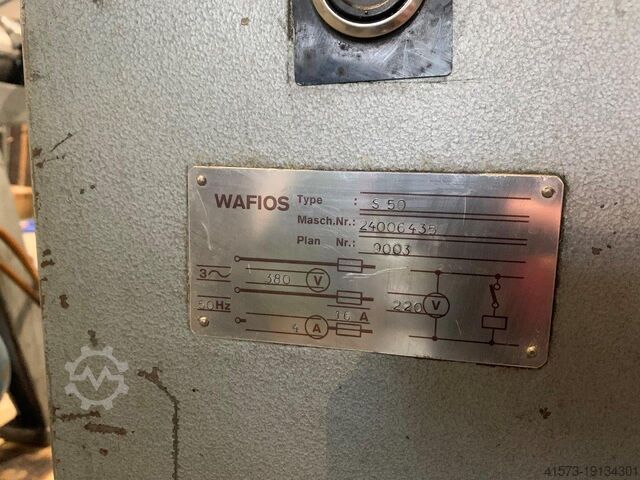 WAFIOS Type : S 50
Masch.Nr.: 24006435
Plan Nr.: 9003
3~ 380 V
50Hz 16 A 220 V
4 A
41573-19134301